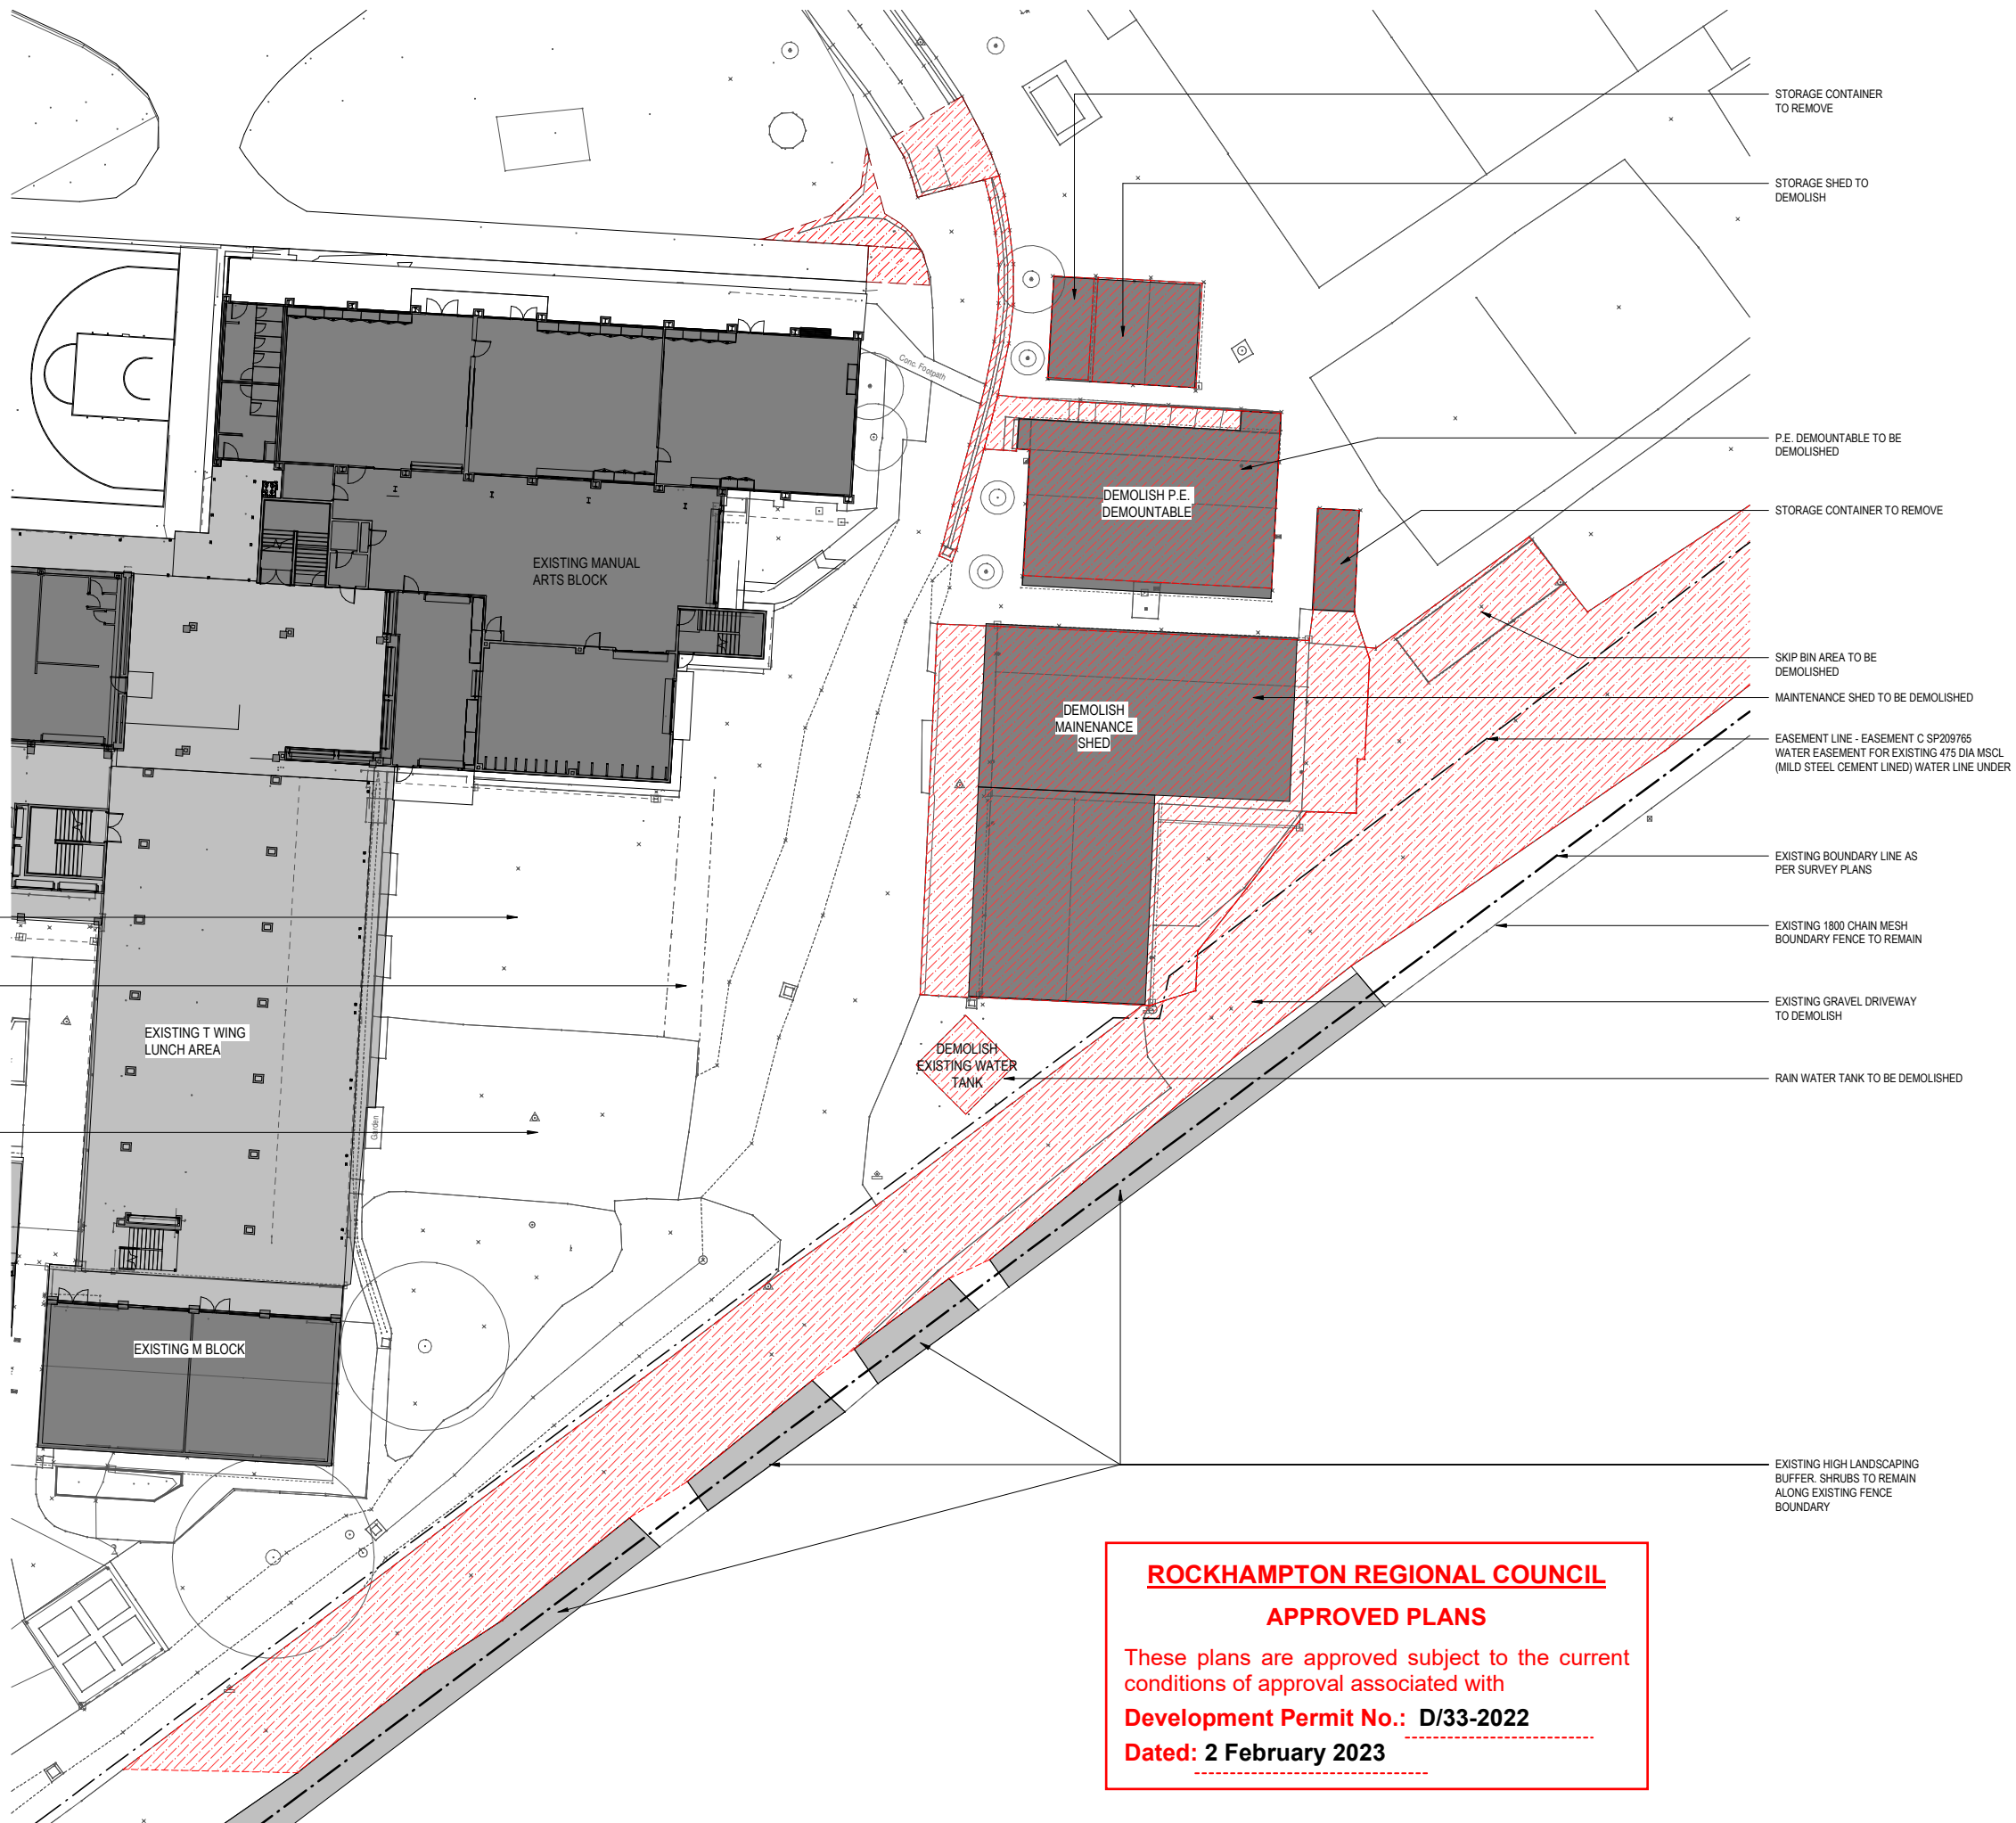 STORAGE CONTAINER
TO REMOVE
STORAGE SHED TO
DEMOLISH
Conc. Footpath
P.E. DEMOUNTABLE TO BE
DEMOLISHED
DEMOLISH P.E.
DEMOUNTABLE
STORAGE CONTAINER TO REMOVE
EXISTING MANUAL
ARTS BLOCK
SKIP BIN AREA TO BE
DEMOLISHED
MAINTENANCE SHED TO BE DEMOLISHED
DEMOLISH
MAINENANCE
SHED
EASEMENT LINE - EASEMENT C SP209765
WATER EASEMENT FOR EXISTING 475 DIA MSCL
(MILD STEEL CEMENT LINED) WATER LINE UNDER
EXISTING BOUNDARY LINE AS
PER SURVEY PLANS
EXISTING 1800 CHAIN MESH
BOUNDARY FENCE TO REMAIN
EXISTING GRAVEL DRIVEWAY
TO DEMOLISH
EXISTING T WING
LUNCH AREA
DEMOLISH
EXISTING WATER
TANK
RAIN WATER TANK TO BE DEMOLISHED
Garden
EXISTING M BLOCK
EXISTING HIGH LANDSCAPING
BUFFER. SHRUBS TO REMAIN
ALONG EXISTING FENCE
BOUNDARY
ROCKHAMPTON REGIONAL COUNCIL
APPROVED PLANS
These plans are approved subject to the current
conditions of approval associated with
Development Permit No.: D/33-2022
Dated: 2 February 2023